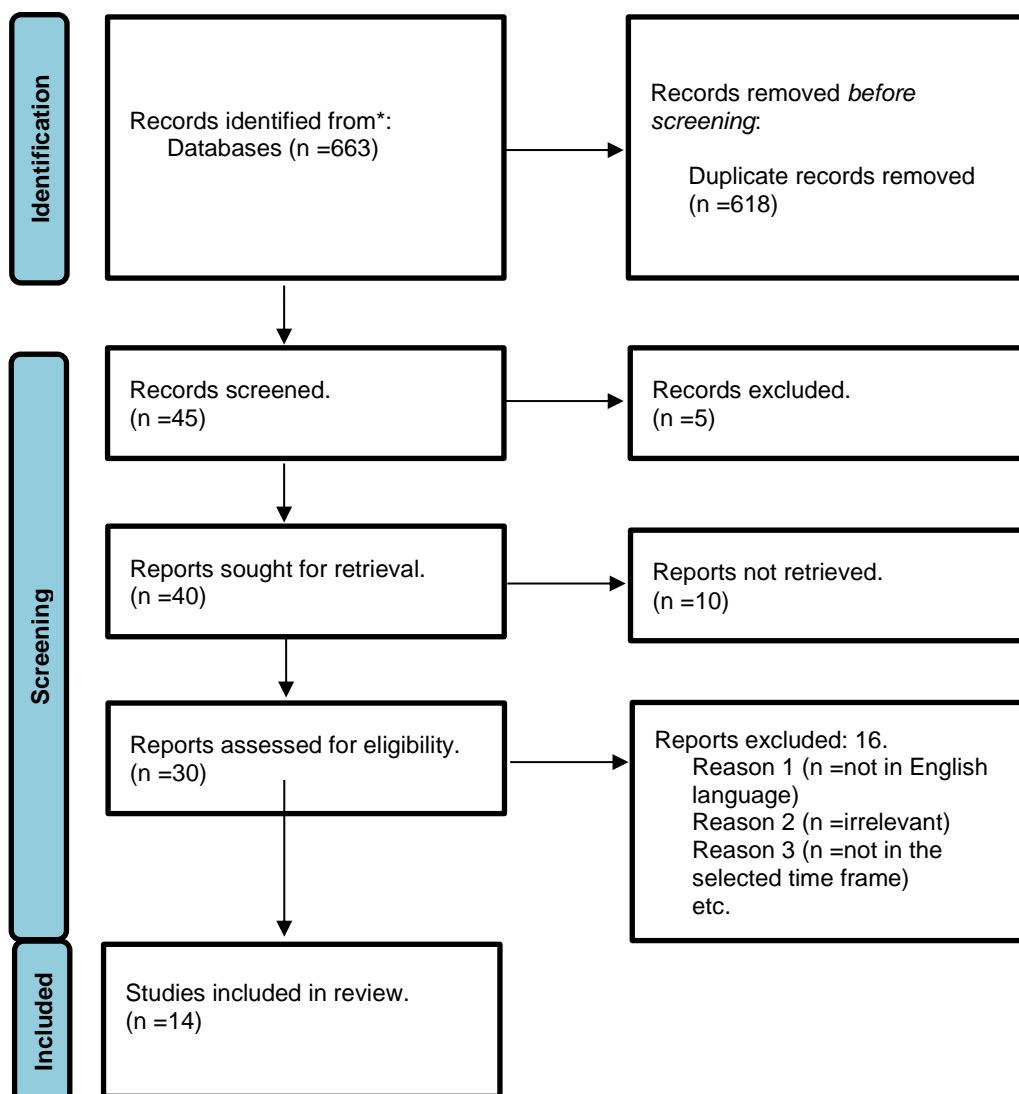 Identification
Records identified from*:
Databases (n =663)
Records removed before
screening:
Duplicate records removed
(n =618)
Screening
Records screened.
(n =45)
Records excluded.
(n =5)
Reports sought for retrieval.
(n =40)
Reports not retrieved.
(n =10)
Reports assessed for eligibility.
(n =30)
Reports excluded: 16.
Reason 1 (n =not in English
language)
Reason 2 (n =irrelevant)
Reason 3 (n =not in the
selected time frame)
etc.
Included
Studies included in review.
(n =14)